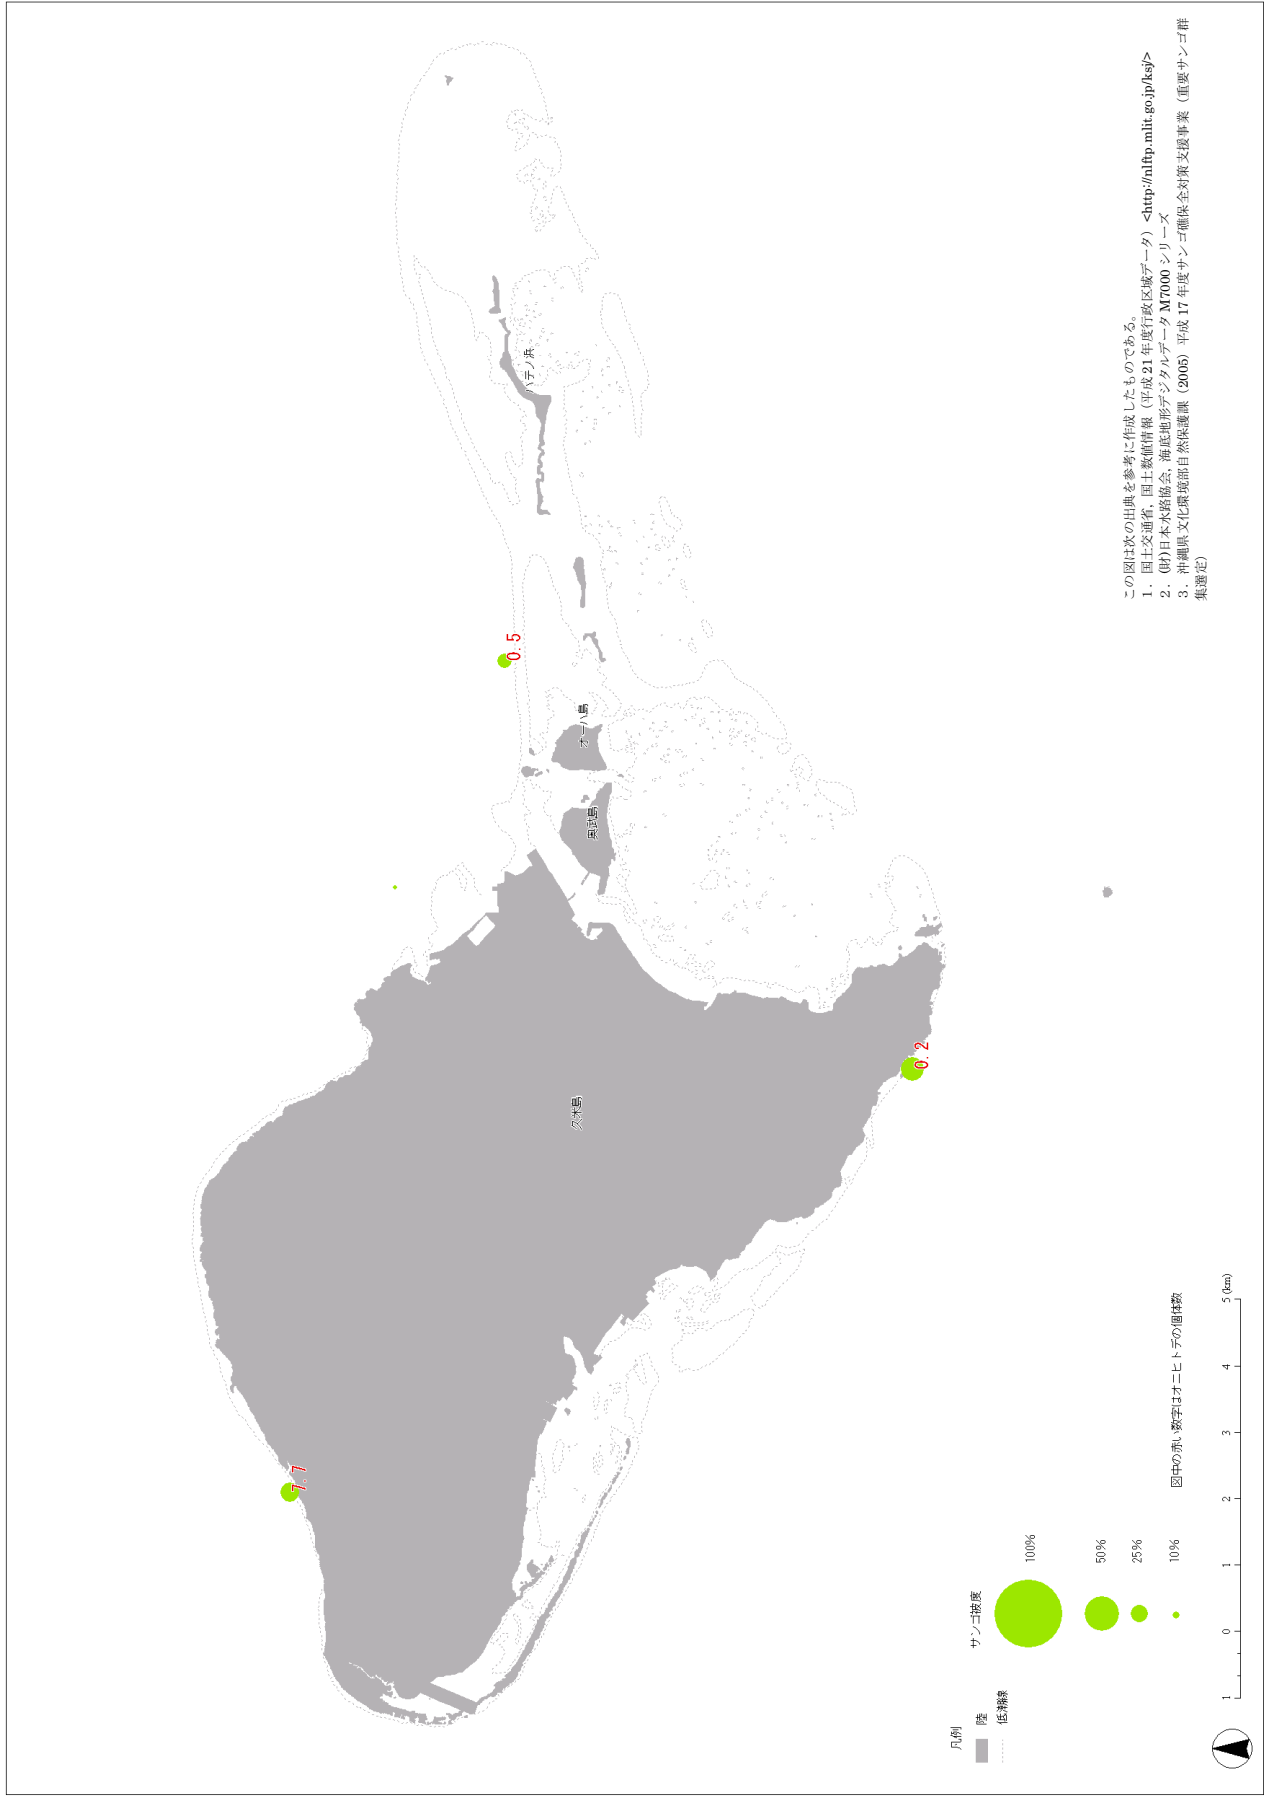 この図は次の出典を参考に作成したものである。
1. 国土交通省, 国土数値情報（平成 21 年度行政区域データ）<http://nlftp.mlit.go.jp/ksj/>
2. (財)日本水路協会, 海底地形デジタルデータ M7000 シリーズ
3. 沖縄県文化環境部自然保護課（2005）平成 17 年度サンゴ礁保全対策支援事業（重要サンゴ群
集選定）
ハテノ浜
0.5
オーハ島
奥武島
久米島
0.2
7.7
凡例
陸
低潮線
サンゴ被度
100%
50%
25%
10%
図中の赤い数字はオニヒトデの個体数
1 0 1 2 3 4 5 (km)